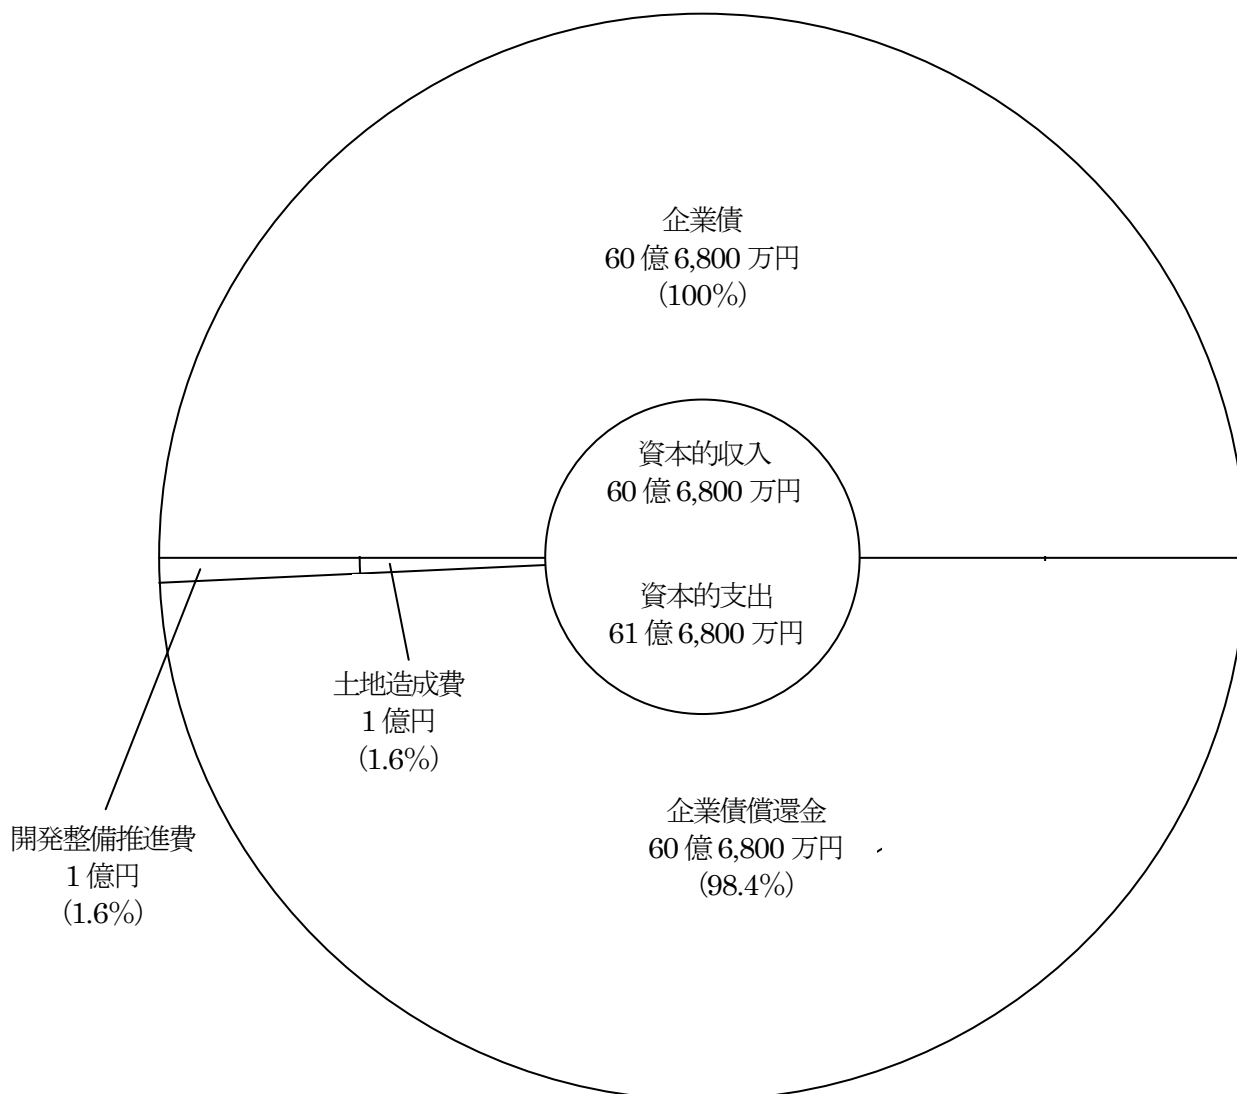 企業債
60 億 6,800 万円
(100%)
資本的収入
60 億 6,800 万円
資本的支出
61 億 6,800 万円
土地造成費
1 億円
(1.6%)
企業債償還金
60 億 6,800 万円
(98.4%)
開発整備推進費
1 億円
(1.6%)